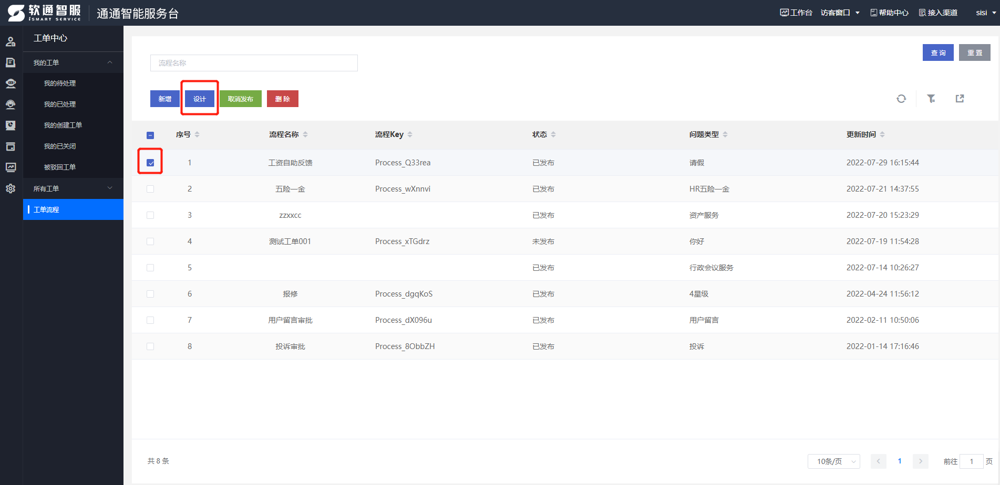 软通智服
iSMART SERVICE
通通智能服务台
工作台 访客窗口 帮助中心 接入渠道 sisi
工单中心
我的工单
我的待处理
我的已处理
我的创建工单
我的已关闭
被驳回工单
所有工单
工单流程
流程名称
查 询 重 置
新增 设计 取消发布 删 除
序号 流程名称 流程Key 状态 问题类型 更新时间
1 工资自助反馈 Process_Q33rea 已发布 请假 2022-07-29 16:15:44
2 五险一金 Process_wXnnvi 已发布 HR五险一金 2022-07-21 14:37:55
3 zzxxcc 已发布 资产服务 2022-07-20 15:23:29
4 测试工单001 Process_xTGdrz 未发布 你好 2022-07-19 11:54:28
5 已发布 行政会议服务 2022-07-14 10:26:27
6 报修 Process_dgqKoS 已发布 4星级 2022-04-24 11:56:12
7 用户留言审批 Process_dX096u 已发布 用户留言 2022-02-11 10:50:06
8 投诉审批 Process_8ObbZH 已发布 投诉 2022-01-14 17:16:46
共 8 条 10条/页 1 前往 1 页